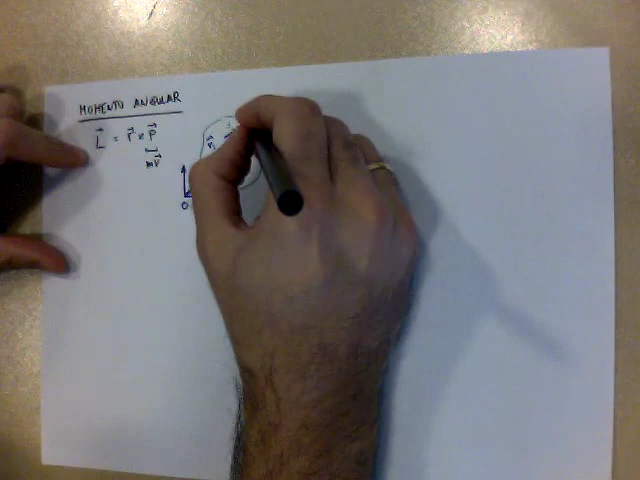 MOMENTO ANGULAR
L⃗ = r⃗ × P⃗
mv⃗
O